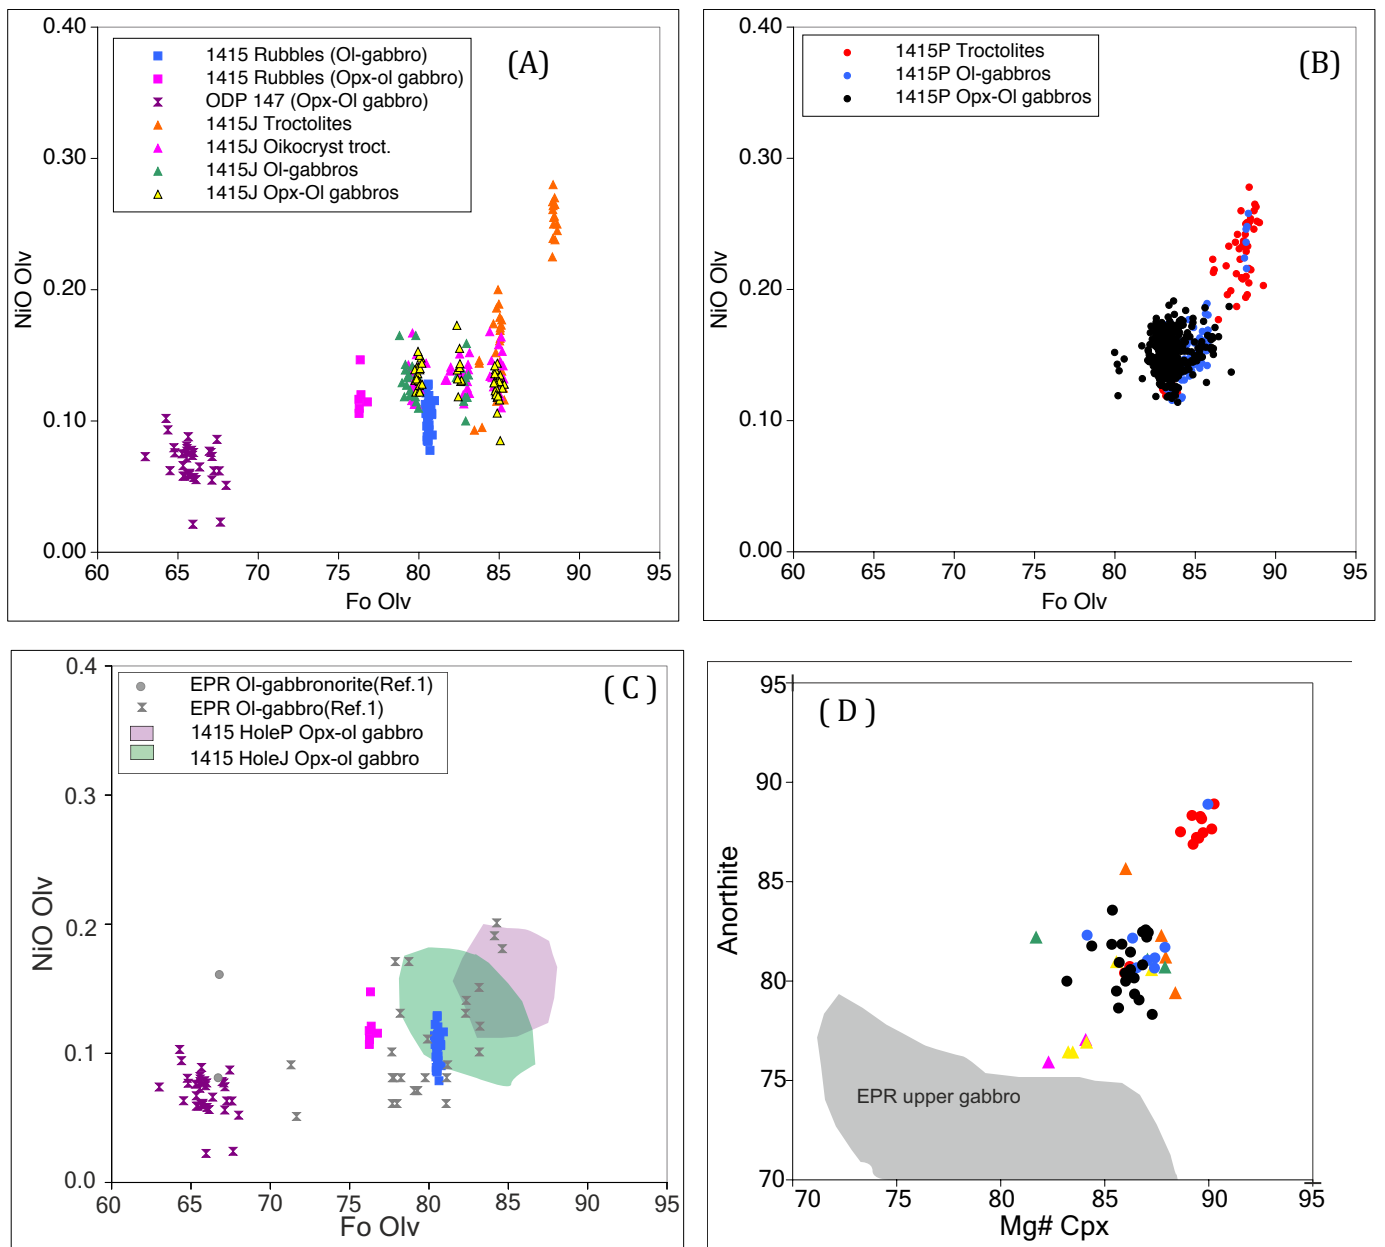 0.40
0.30
0.20
0.10
0.00
NiO Olv
60 65 70 75 80 85 90 95
Fo Olv
1415 Rubbles (Ol-gabbro)
1415 Rubbles (Opx-ol gabbro)
ODP 147 (Opx-Ol gabbro)
1415J Troctolites
1415J Oikocryst troct.
1415J Ol-gabbros
1415J Opx-Ol gabbros
(A)
0.40
0.30
0.20
0.10
0.00
NiO Olv
60 65 70 75 80 85 90 95
Fo Olv
1415P Troctolites
1415P Ol-gabbros
1415P Opx-Ol gabbros
(B)
0.4
0.3
0.2
0.1
0.0
NiO Olv
60 65 70 75 80 85 90 95
Fo Olv
EPR Ol-gabbronorite(Ref.1)
EPR Ol-gabbro(Ref.1)
1415 HoleP Opx-ol gabbro
1415 HoleJ Opx-ol gabbro
( C )
95
90
85
80
75
70
Anorthite
70 75 80 85 90 95
Mg# Cpx
( D )
EPR upper gabbro